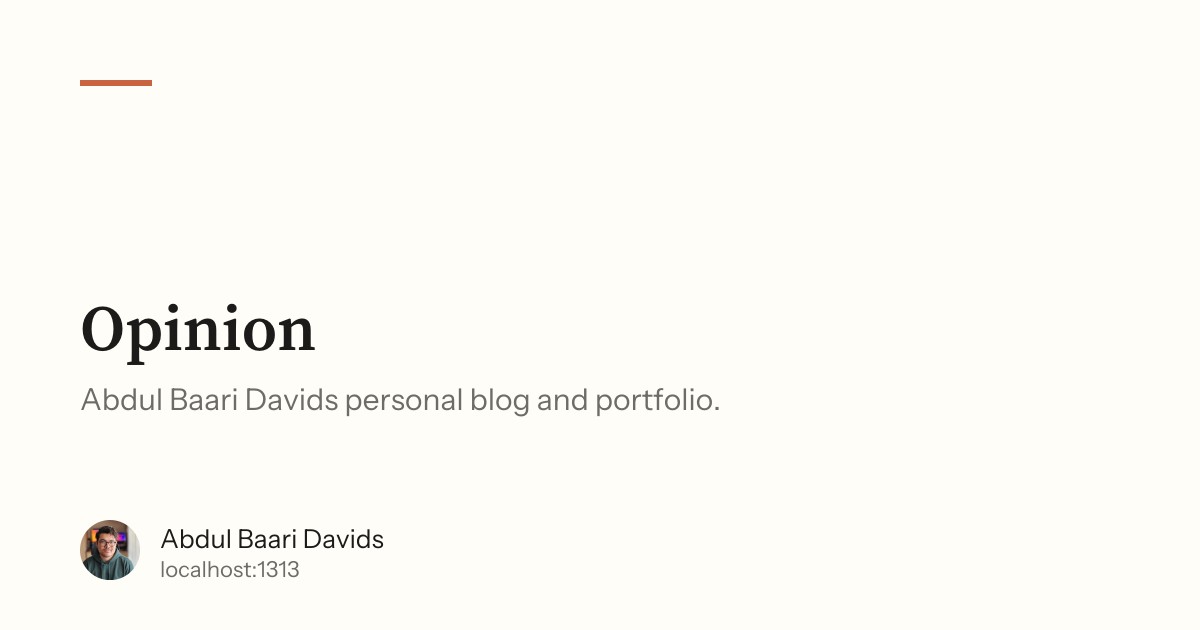 Opinion
Abdul Baari Davids personal blog and portfolio.
Abdul Baari Davids
localhost:1313